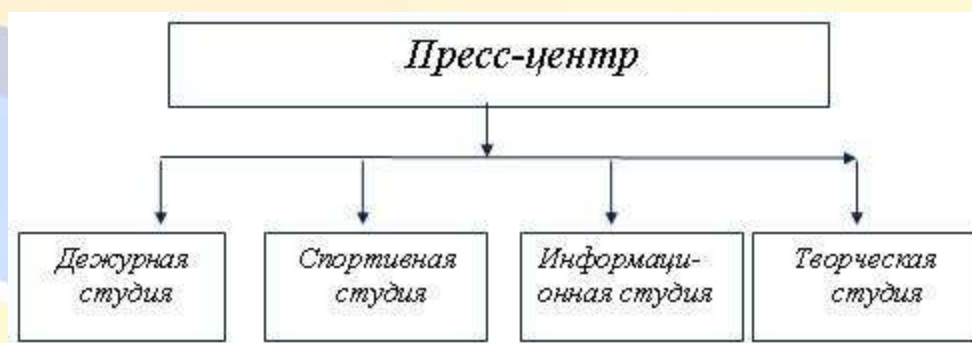 Пресс-центр
Дежурная
студия
Спортивная
студия
Информаци-
онная студия
Творческая
студия